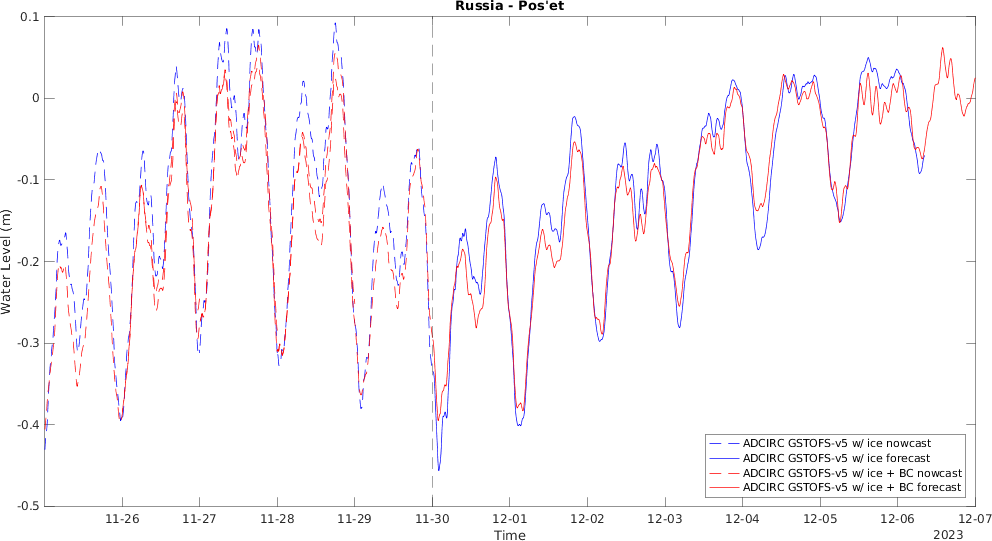 Russia - Pos'et
0.1
0
-0.1
-0.2
-0.3
-0.4
-0.5
Water Level (m)
ADCIRC GSTOFS-v5 w/ ice nowcast
ADCIRC GSTOFS-v5 w/ ice forecast
ADCIRC GSTOFS-v5 w/ ice + BC nowcast
ADCIRC GSTOFS-v5 w/ ice + BC forecast
11-26 11-27 11-28 11-29 11-30 12-01 12-02 12-03 12-04 12-05 12-06 12-07
Time
2023